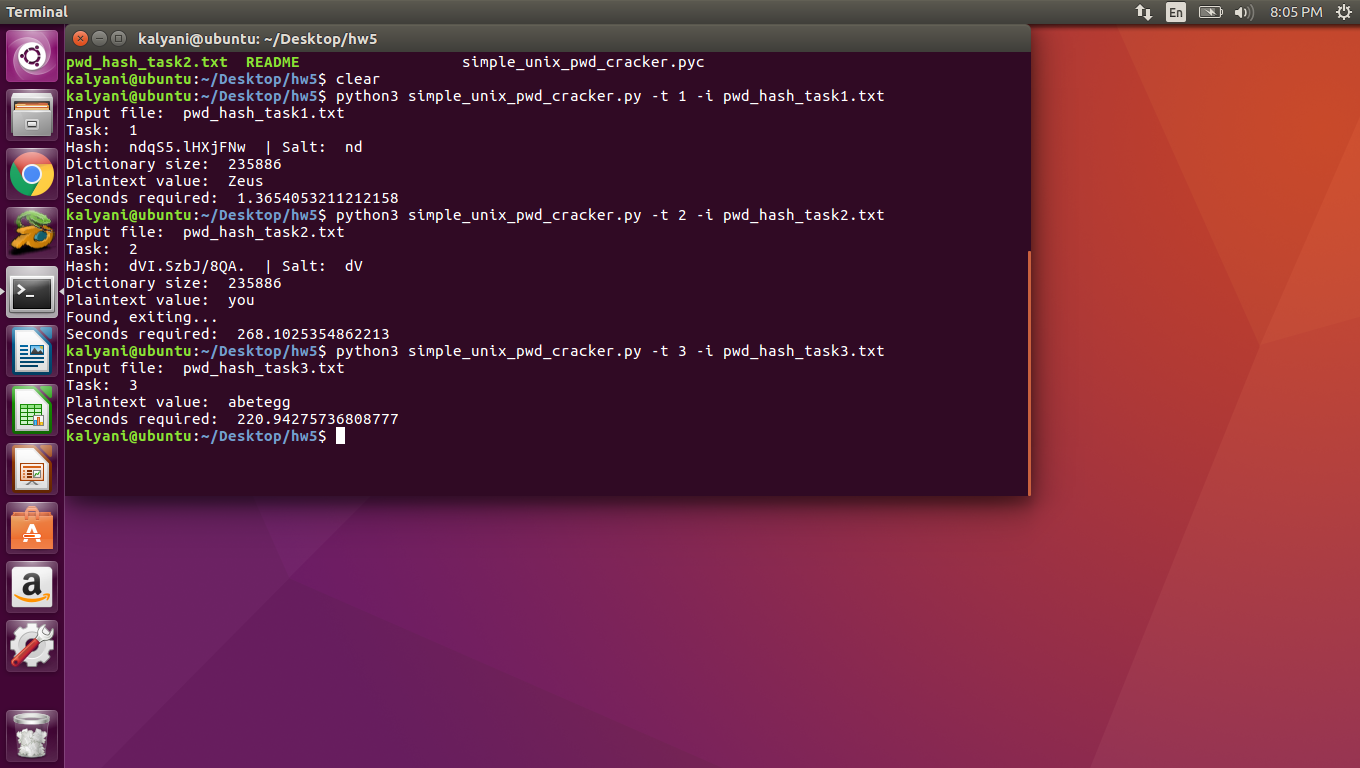 Terminal
En
8:05 PM
kalyani@ubuntu: ~/Desktop/hw5
pwd_hash_task2.txt  README                  simple_unix_pwd_cracker.pyc
kalyani@ubuntu:~/Desktop/hw5$ clear
kalyani@ubuntu:~/Desktop/hw5$ python3 simple_unix_pwd_cracker.py -t 1 -i pwd_hash_task1.txt
Input file:  pwd_hash_task1.txt
Task:  1
Hash:  ndqS5.lHXjFNw  | Salt:  nd
Dictionary size:  235886
Plaintext value:  Zeus
Seconds required:  1.3654053211212158
kalyani@ubuntu:~/Desktop/hw5$ python3 simple_unix_pwd_cracker.py -t 2 -i pwd_hash_task2.txt
Input file:  pwd_hash_task2.txt
Task:  2
Hash:  dVI.SzbJ/8QA.  | Salt:  dV
Dictionary size:  235886
Plaintext value:  you
Found, exiting...
Seconds required:  268.1025354862213
kalyani@ubuntu:~/Desktop/hw5$ python3 simple_unix_pwd_cracker.py -t 3 -i pwd_hash_task3.txt
Input file:  pwd_hash_task3.txt
Task:  3
Plaintext value:  abetegg
Seconds required:  220.94275736808777
kalyani@ubuntu:~/Desktop/hw5$